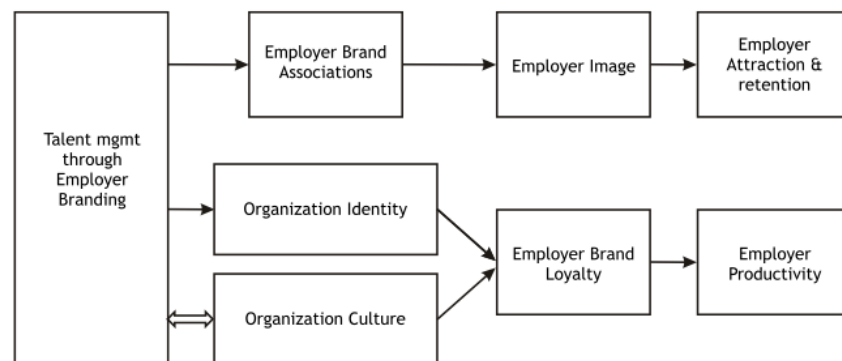 Talent mgmt
through
Employer
Branding
Employer Brand
Associations
Employer Image
Employer
Attraction &
retention
Organization Identity
Organization Culture
Employer Brand
Loyalty
Employer
Productivity